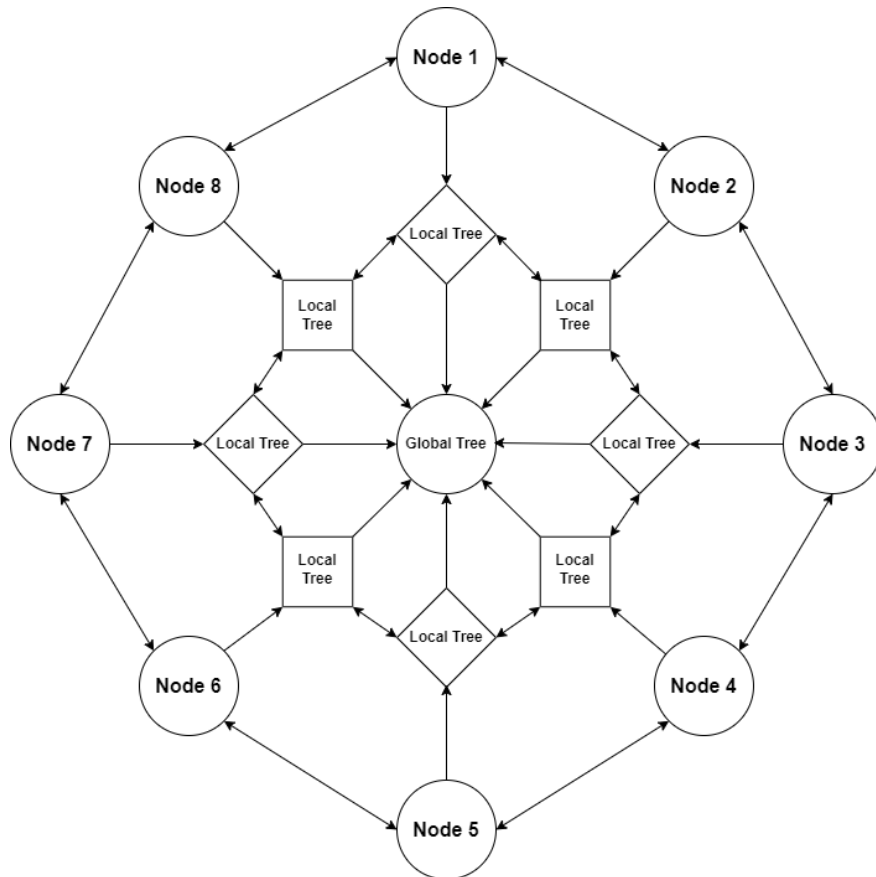 Node 1
Node 8
Node 2
Local Tree
Local
Tree
Local
Tree
Node 7
Local Tree
Global Tree
Local Tree
Node 3
Local
Tree
Local
Tree
Local Tree
Node 6
Node 4
Node 5